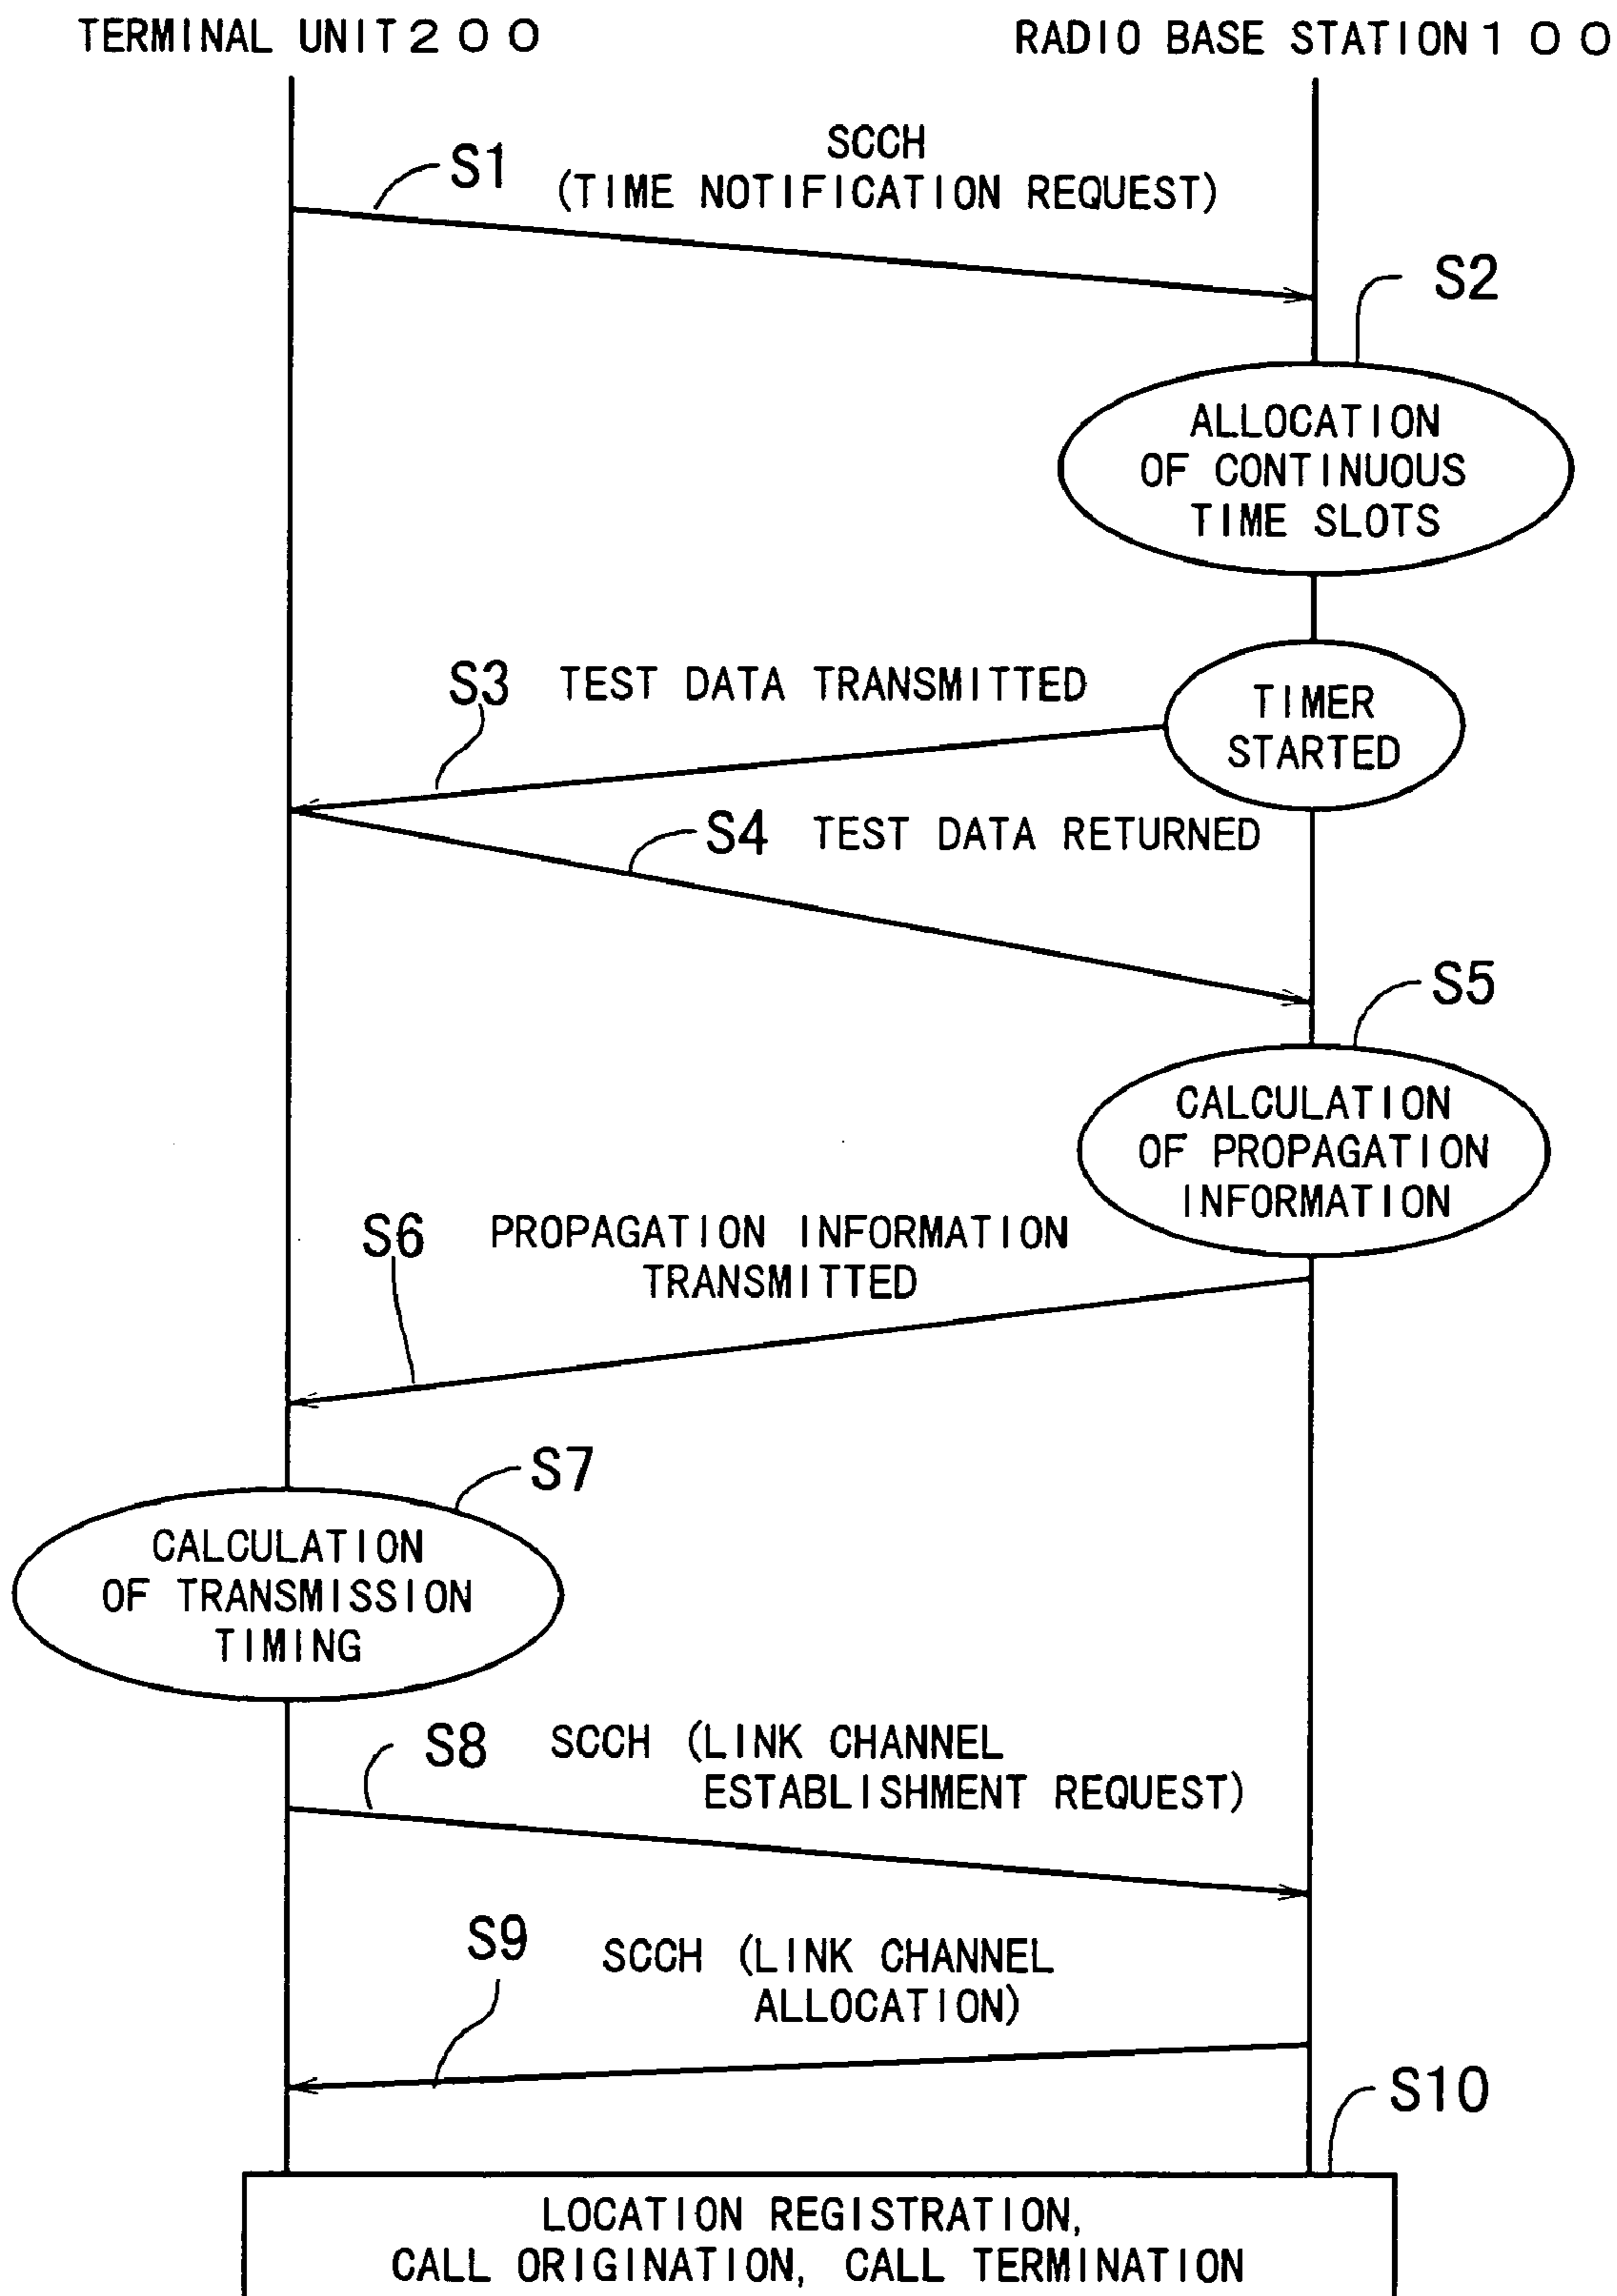 TERMINAL UNIT200
RADIO BASE STATION100
S1
SCCH
(TIME NOTIFICATION REQUEST)
S2
ALLOCATION
OF CONTINUOUS
TIME SLOTS
S3
TEST DATA TRANSMITTED
TIMER
STARTED
S4
TEST DATA RETURNED
S5
CALCULATION
OF PROPAGATION
INFORMATION
S6
PROPAGATION INFORMATION
TRANSMITTED
S7
CALCULATION
OF TRANSMISSION
TIMING
S8
SCCH (LINK CHANNEL
ESTABLISHMENT REQUEST)
S9
SCCH (LINK CHANNEL
ALLOCATION)
S10
LOCATION REGISTRATION,
CALL ORIGINATION, CALL TERMINATION